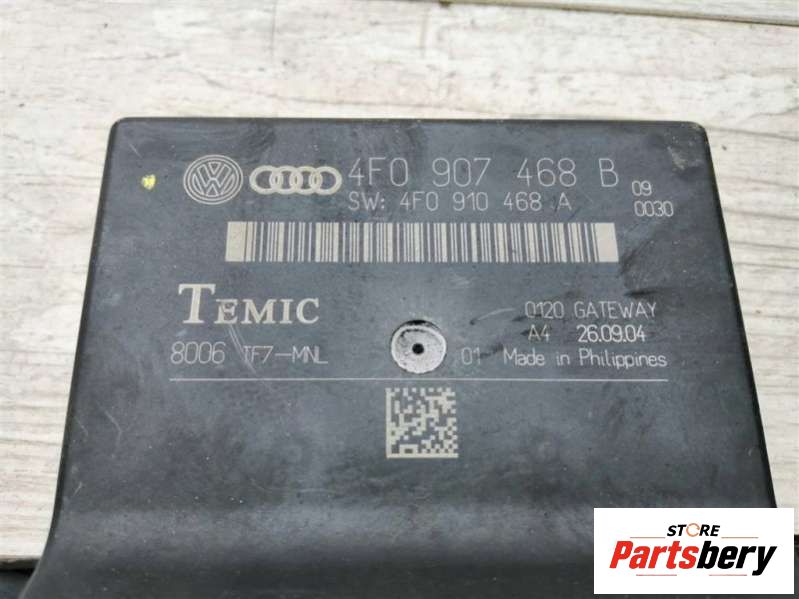 4F0 907 468 B 09
SW: 4F0 910 468 A 0030
TEMIC
0120 GATEWAY
A4 26.09.04
8006 TF7-MNL 01 Made in Philippines
STORE
Partsbery